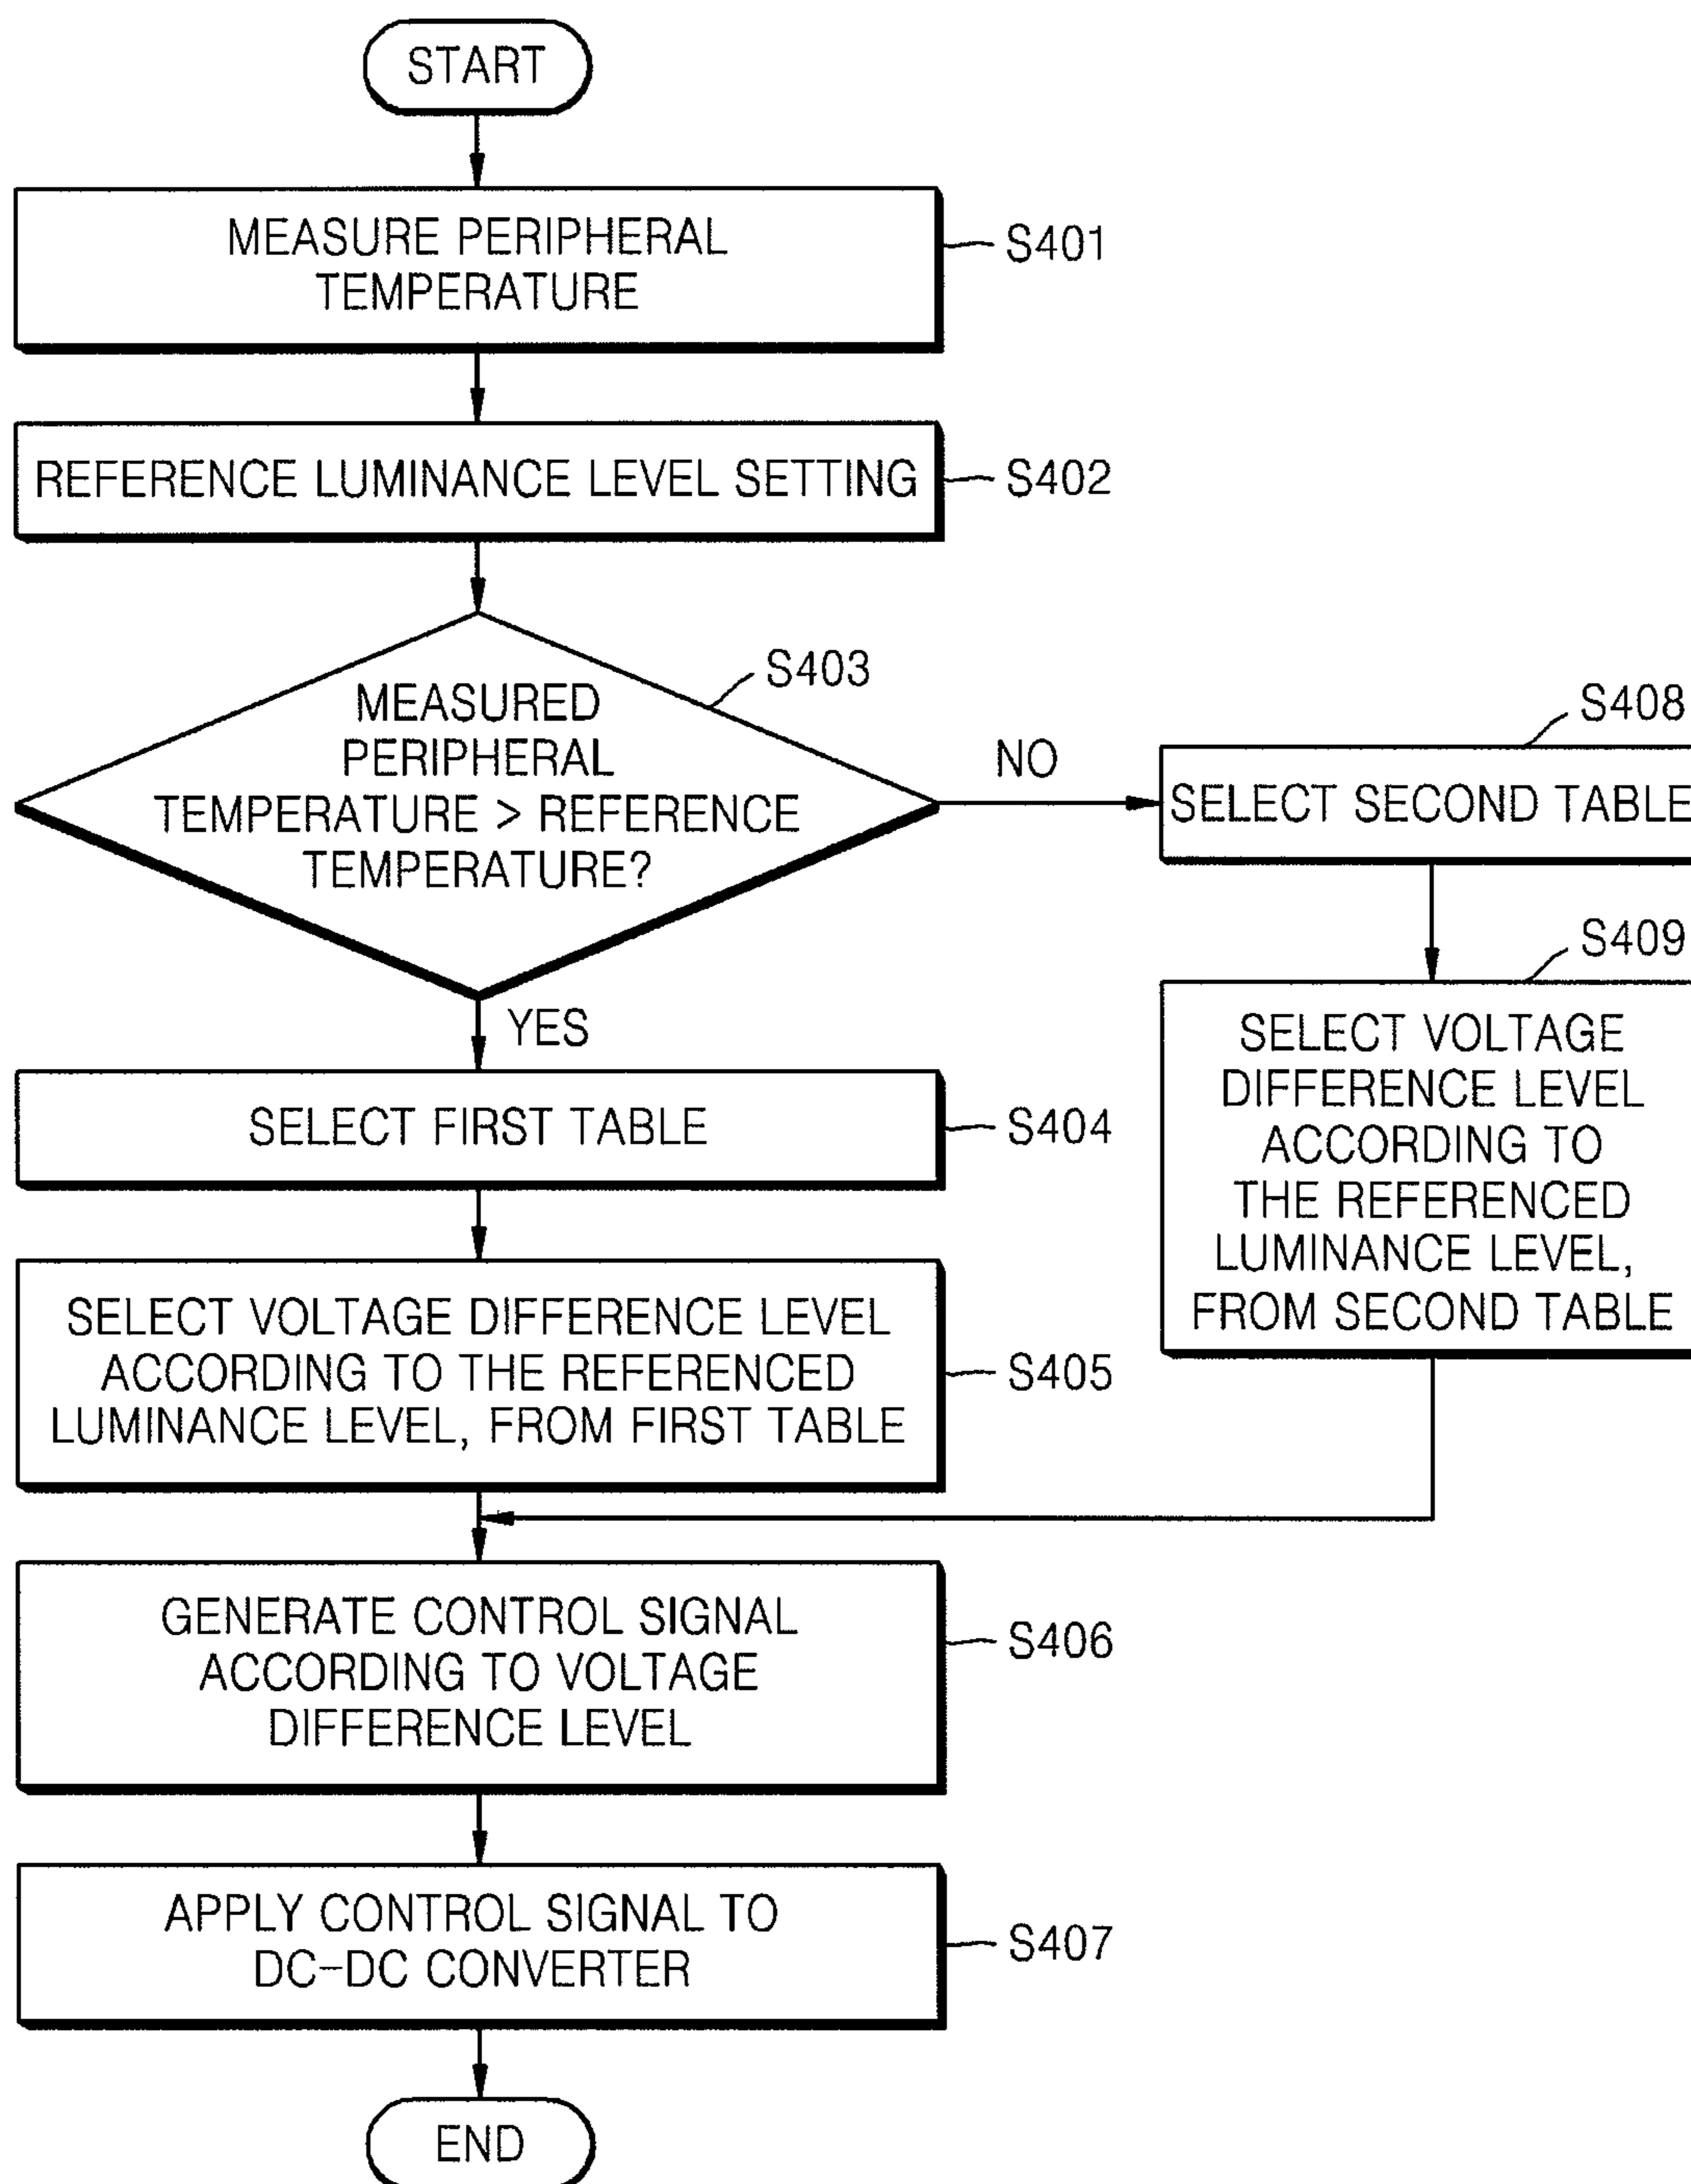 START
MEASURE PERIPHERAL
TEMPERATURE
S401
REFERENCE LUMINANCE LEVEL SETTING
S402
MEASURED
PERIPHERAL
TEMPERATURE > REFERENCE
TEMPERATURE?
S403
NO
YES
S408
SELECT SECOND TABLE
S409
SELECT VOLTAGE
DIFFERENCE LEVEL
ACCORDING TO
THE REFERENCED
LUMINANCE LEVEL,
FROM SECOND TABLE
SELECT FIRST TABLE
S404
SELECT VOLTAGE DIFFERENCE LEVEL
ACCORDING TO THE REFERENCED
LUMINANCE LEVEL, FROM FIRST TABLE
S405
GENERATE CONTROL SIGNAL
ACCORDING TO VOLTAGE
DIFFERENCE LEVEL
S406
APPLY CONTROL SIGNAL TO
DC-DC CONVERTER
S407
END